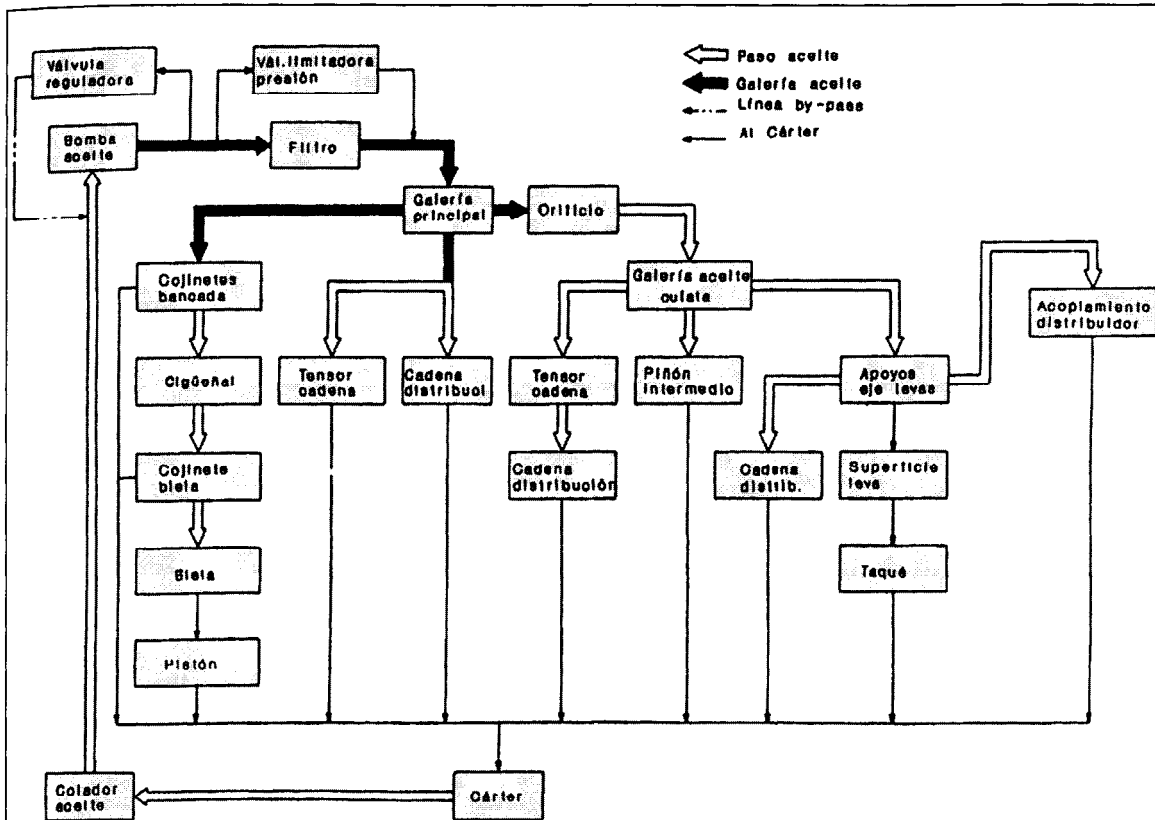 Válvula
reguladora
Vál.limitadora
presión
Paso aceite
Galería aceite
Línea by-pass
Al Cárter
Bomba
aceite
Filtro
Galería
principal
Orificio
Cojinetes
bancada
Galería aceite
culata
Acoplamiento
distribuidor
Cigüeñal
Tensor
cadena
Cadena
distribuci
Tensor
cadena
Piñón
intermedio
Apoyos
eje levas
Cojinete
biela
Cadena
distribución
Cadena
distrib.
Superficie
leva
Biela
Taqué
Pistón
Colador
aceite
Cárter